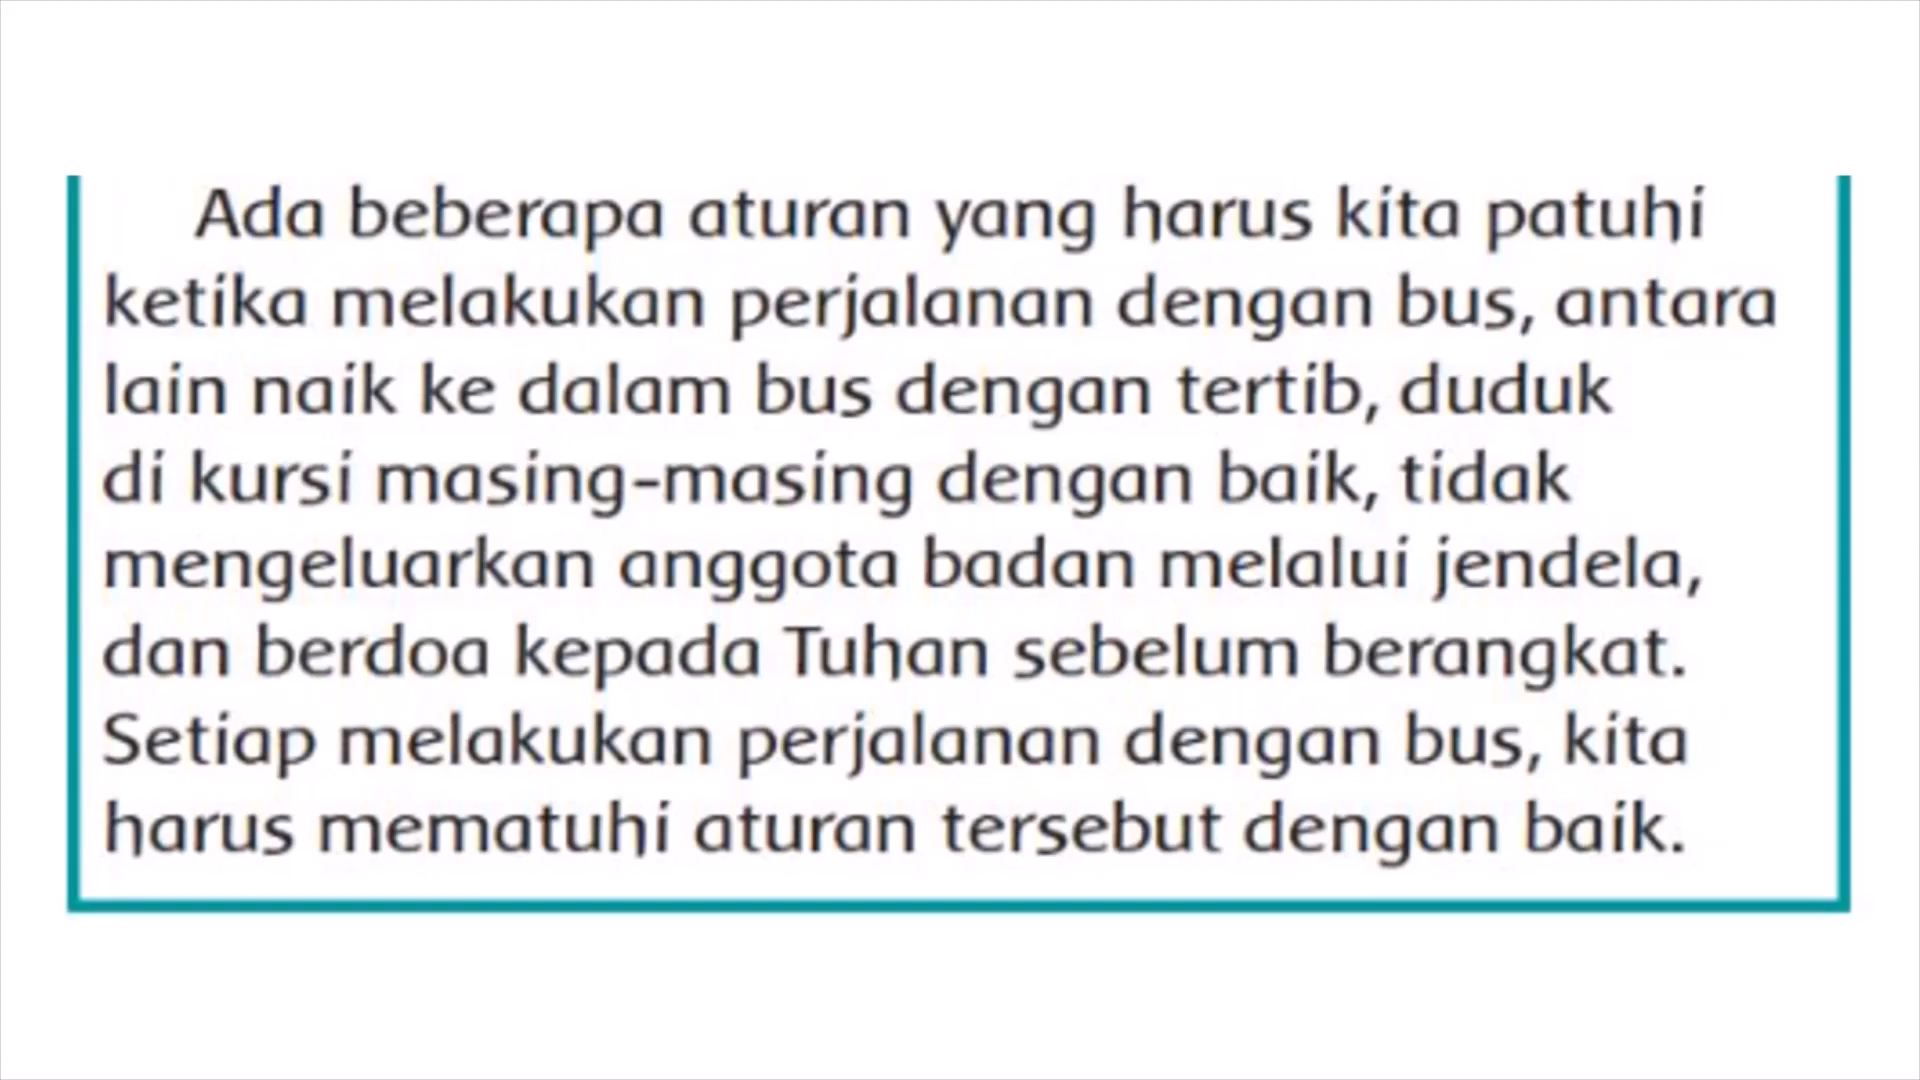 Ada beberapa aturan yang harus kita patuhi
ketika melakukan perjalanan dengan bus, antara
lain naik ke dalam bus dengan tertib, duduk
di kursi masing-masing dengan baik, tidak
mengeluarkan anggota badan melalui jendela,
dan berdoa kepada Tuhan sebelum berangkat.
Setiap melakukan perjalanan dengan bus, kita
harus mematuhi aturan tersebut dengan baik.